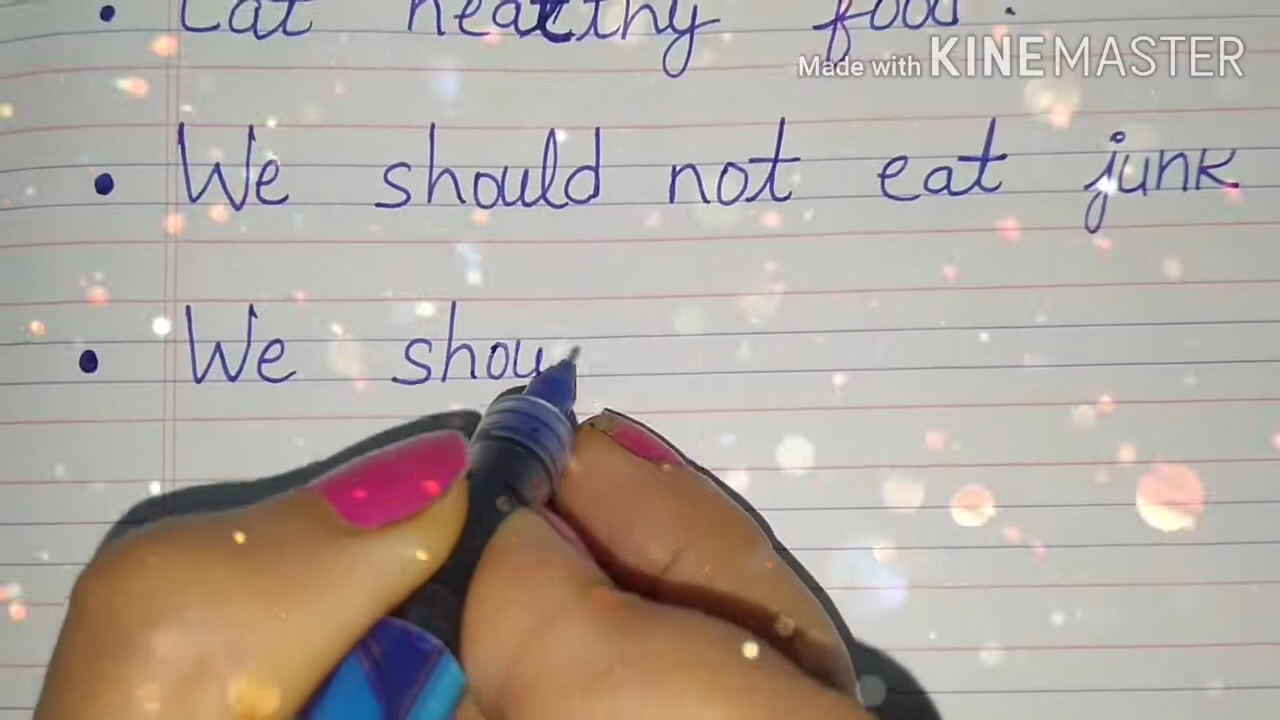 • Eat healthy food.
Made with KINEMASTER
• We should not eat junk
• We shou